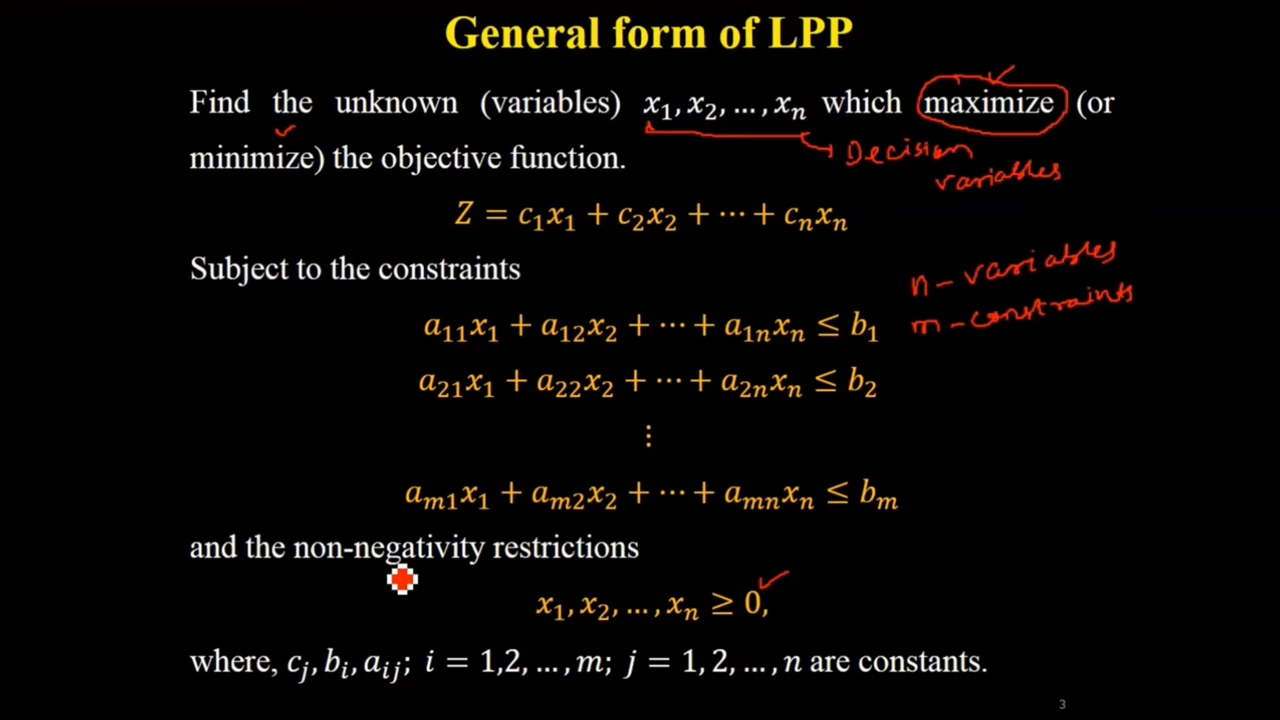 General form of LPP
Find the unknown (variables) x₁, x₂, …, xₙ which maximize (or
minimize) the objective function.
Decision
variables
Z = c₁x₁ + c₂x₂ + ⋯ + cₙxₙ
Subject to the constraints
n - variables
m - constraints
a₁₁x₁ + a₁₂x₂ + ⋯ + a₁ₙxₙ ≤ b₁
a₂₁x₁ + a₂₂x₂ + ⋯ + a₂ₙxₙ ≤ b₂
⋮
aₘ₁x₁ + aₘ₂x₂ + ⋯ + aₘₙxₙ ≤ bₘ
and the non-negativity restrictions
x₁, x₂, …, xₙ ≥ 0,
where, cⱼ, bᵢ, aᵢⱼ; i = 1,2, …, m; j = 1, 2, …, n are constants.
3